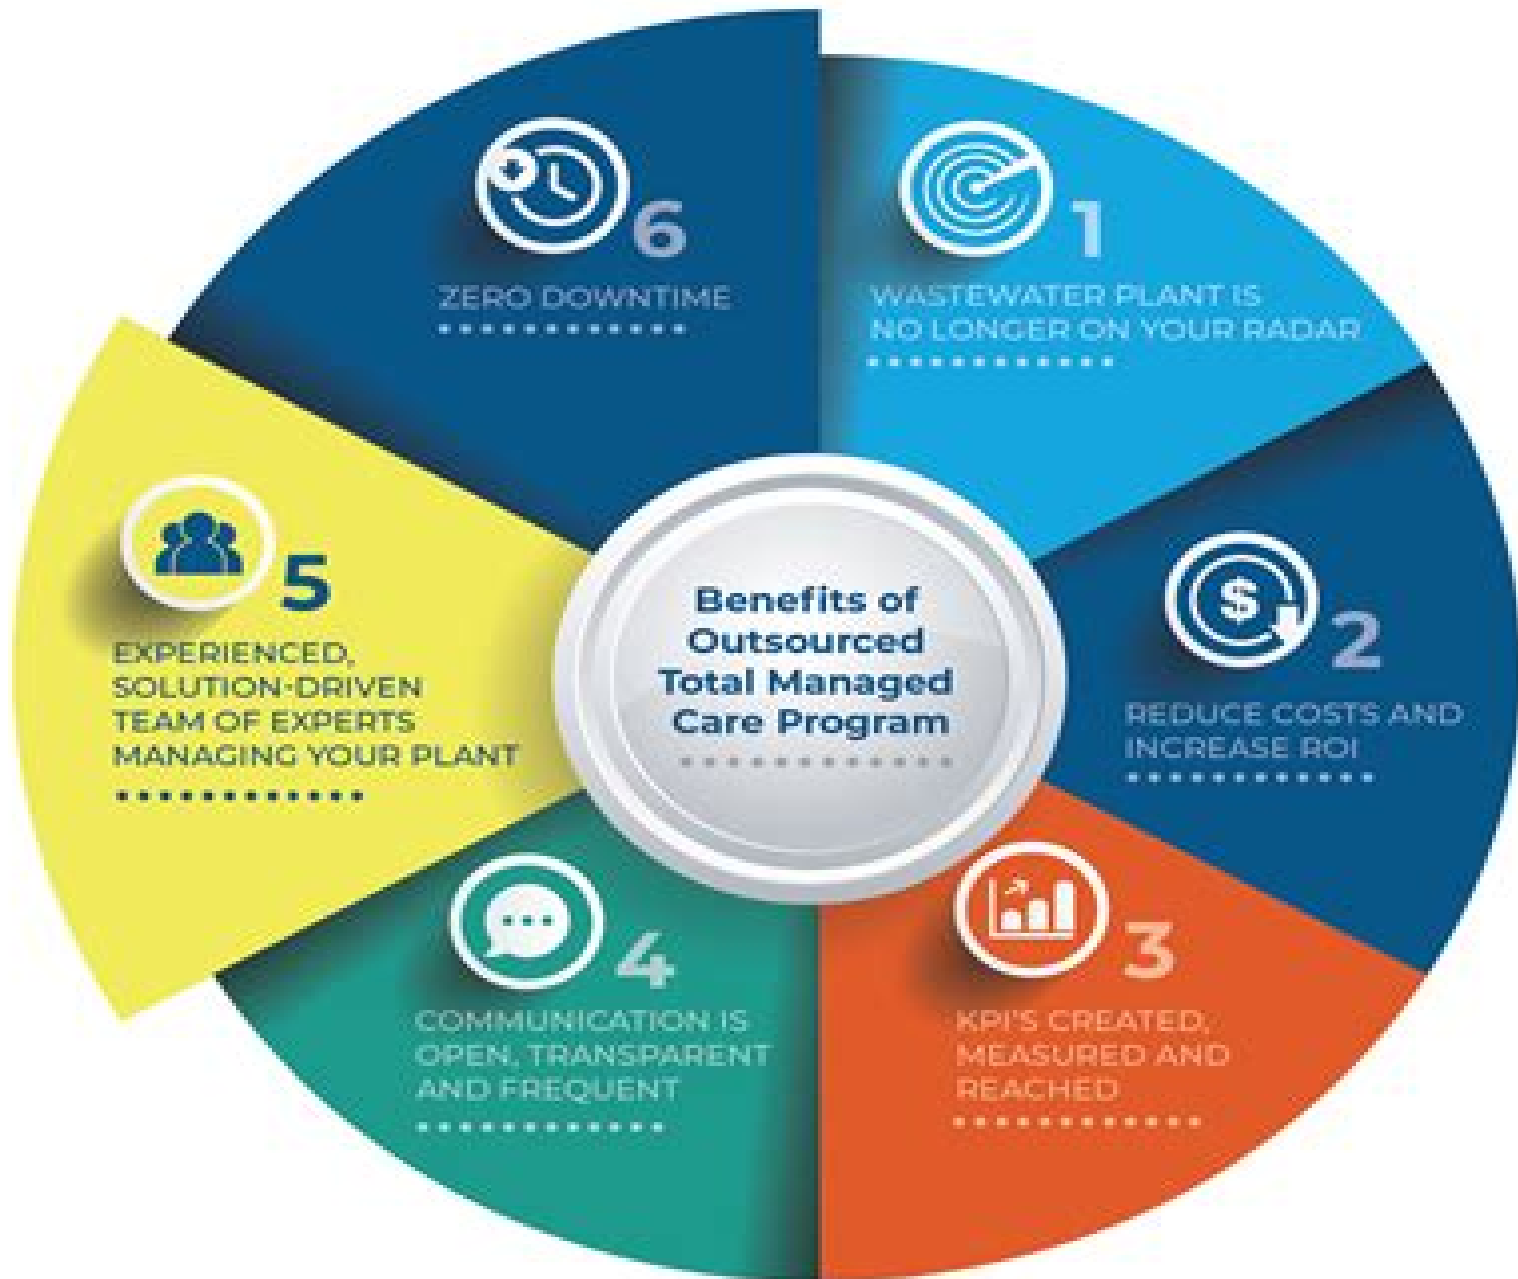 Benefits of
Outsourced
Total Managed
Care Program
1
WASTEWATER PLANT IS
NO LONGER ON YOUR RADAR
2
REDUCE COSTS AND
INCREASE ROI
3
KPI'S CREATED,
MEASURED AND
REACHED
4
COMMUNICATION IS
OPEN, TRANSPARENT
AND FREQUENT
5
EXPERIENCED,
SOLUTION-DRIVEN
TEAM OF EXPERTS
MANAGING YOUR PLANT
6
ZERO DOWNTIME
$